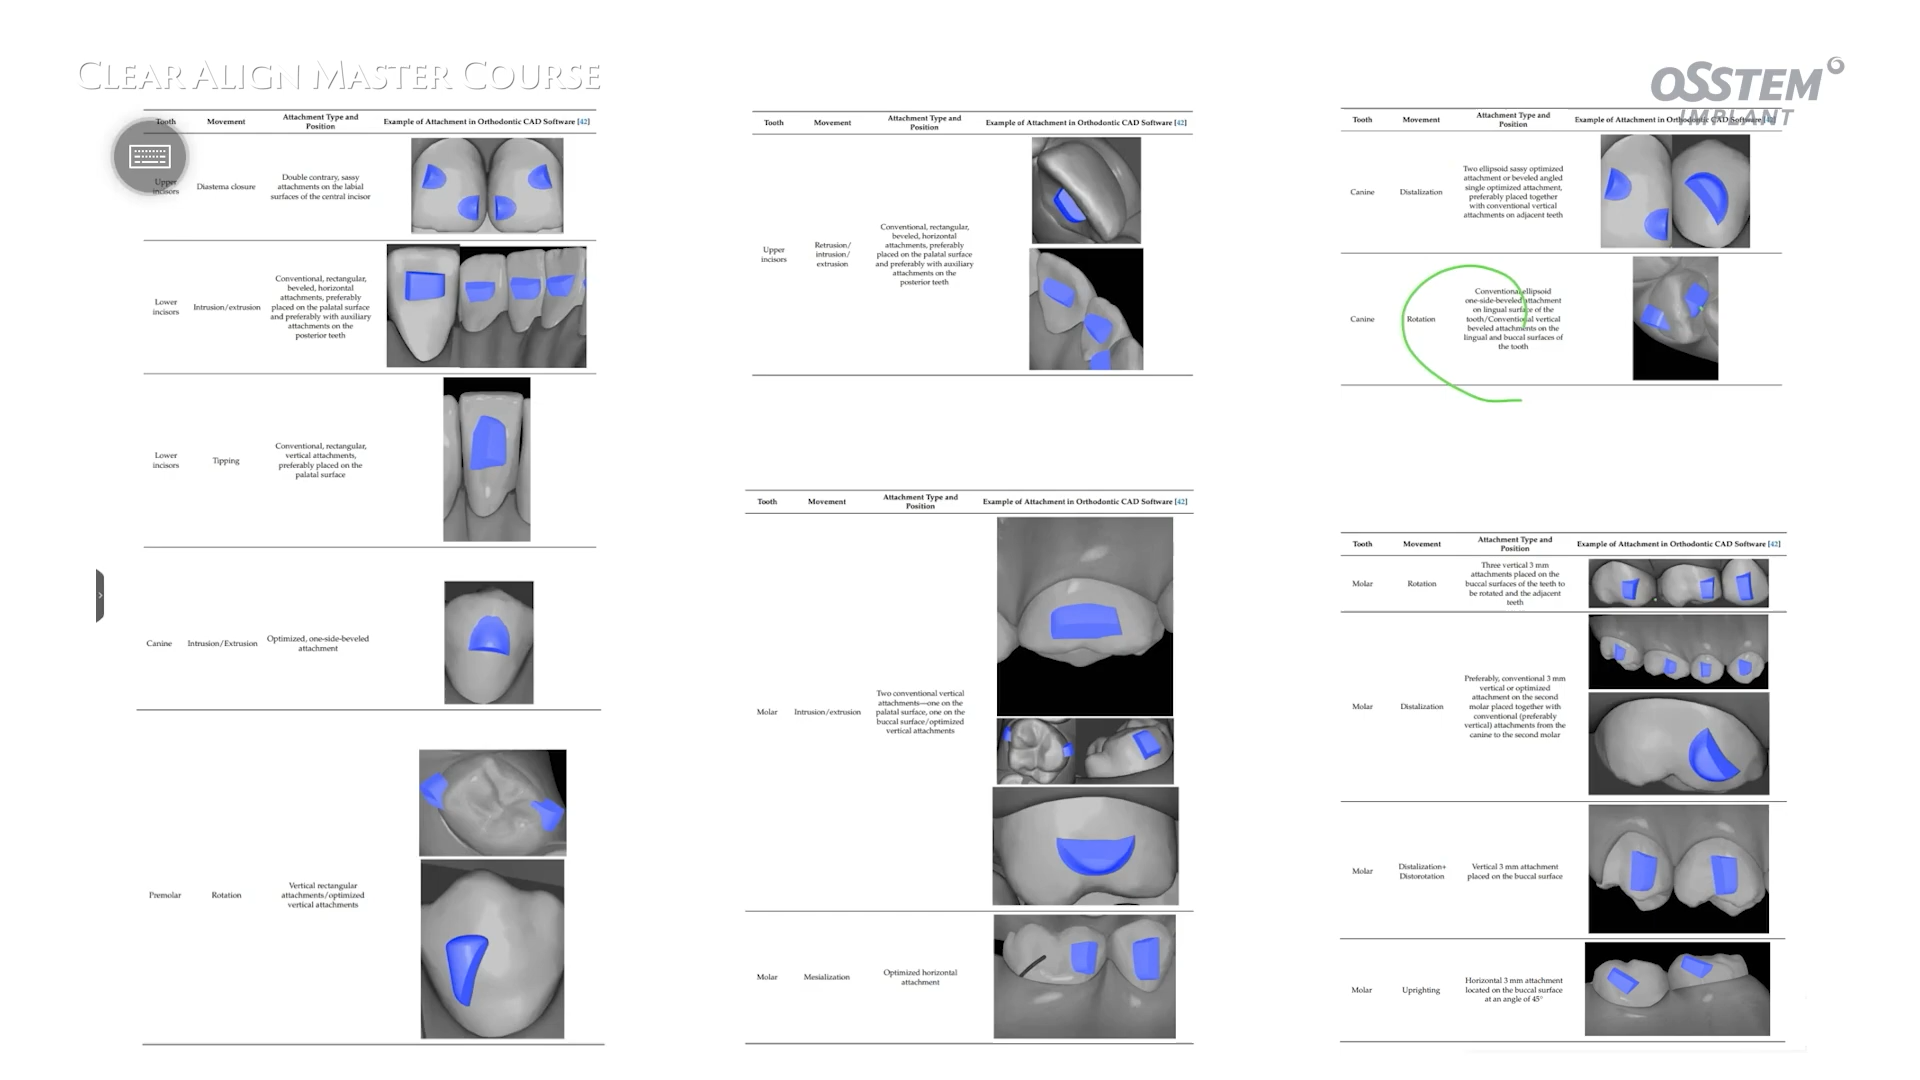 CLEAR ALIGN MASTER COURSE
OSSTEM
IMPLANT
Tooth
Movement
Attachment Type and
Position
Example of Attachment in Orthodontic CAD Software [42]
Upper
incisors
Diastema closure
Double contrary, sassy
attachments on the labial
surfaces of the central incisor
Lower
incisors
Intrusion/extrusion
Conventional, rectangular,
beveled, horizontal
attachments, preferably
placed on the palatal surface
and preferably with auxiliary
attachments on the
posterior teeth
Lower
incisors
Tipping
Conventional, rectangular,
vertical attachments,
preferably placed on the
palatal surface
Canine
Intrusion/Extrusion
Optimized, one-side-beveled
attachment
Premolar
Rotation
Vertical rectangular
attachments/optimized
vertical attachments
Tooth
Movement
Attachment Type and
Position
Example of Attachment in Orthodontic CAD Software [42]
Upper
incisors
Retrusion/
intrusion/
extrusion
Conventional, rectangular,
beveled, horizontal
attachments, preferably
placed on the palatal surface
and preferably with auxiliary
attachments on the
posterior teeth
Tooth
Movement
Attachment Type and
Position
Example of Attachment in Orthodontic CAD Software [42]
Molar
Intrusion/extrusion
Two conventional vertical
attachments—one on the
palatal surface, one on the
buccal surface/optimized
vertical attachments
Molar
Mesialization
Optimized horizontal
attachment
Tooth
Movement
Attachment Type and
Position
Example of Attachment in Orthodontic CAD Software [42]
Canine
Distalization
Two ellipsoid sassy optimized
attachment or beveled angled
single optimized attachment,
preferably placed together
with conventional vertical
attachments on adjacent teeth
Canine
Rotation
Conventional ellipsoid
one-side-beveled attachment
on lingual surface of the
tooth/Conventional vertical
beveled attachments on the
lingual and buccal surfaces of
the tooth
Tooth
Movement
Attachment Type and
Position
Example of Attachment in Orthodontic CAD Software [42]
Molar
Rotation
Three vertical 3 mm
attachments placed on the
buccal surfaces of the teeth to
be rotated and the adjacent
teeth
Molar
Distalization
Preferably, conventional 3 mm
vertical or optimized
attachment on the second
molar placed together with
conventional (preferably
vertical) attachments from the
canine to the second molar
Molar
Distalization+
Distorotation
Vertical 3 mm attachment
placed on the buccal surface
Molar
Uprighting
Horizontal 3 mm attachment
located on the buccal surface
at an angle of 45°